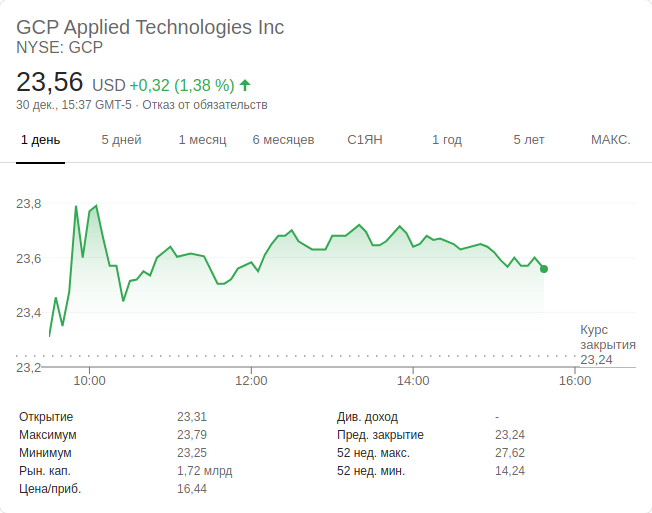 GCP Applied Technologies Inc
NYSE: GCP
23,56 USD +0,32 (1,38 %)
30 дек., 15:37 GMT-5 · Отказ от обязательств
1 день 5 дней 1 месяц 6 месяцев С1ЯН 1 год 5 лет МАКС.
23,8
23,6
23,4
Курс
закрытия
23,24
23,2
10:00 12:00 14:00 16:00
Открытие 23,31 Див. доход -
Максимум 23,79 Пред. закрытие 23,24
Минимум 23,25 52 нед. макс. 27,62
Рын. кап. 1,72 млрд 52 нед. мин. 14,24
Цена/приб. 16,44